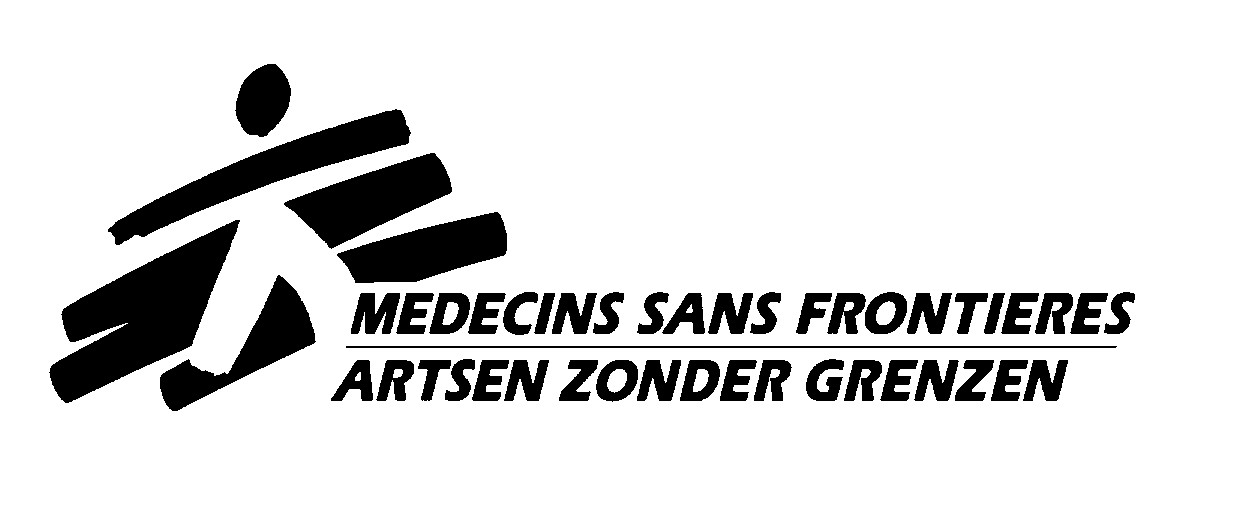 MEDECINS SANS FRONTIERES
ARTSEN ZONDER GRENZEN